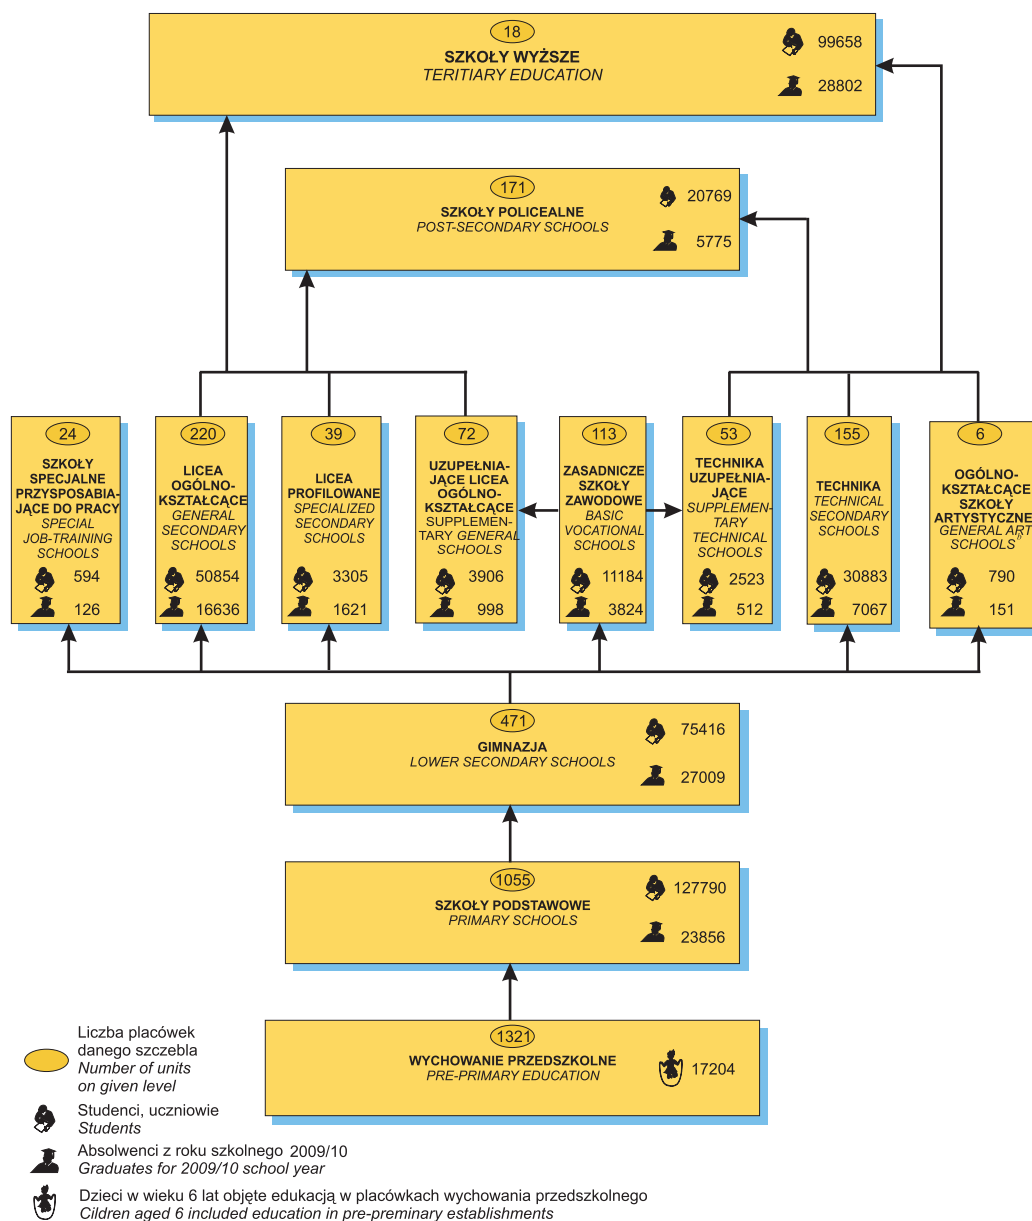 18
SZKOŁY WYŻSZE
TERITIARY EDUCATION
99658
28802
171
SZKOŁY POLICEALNE
POST-SECONDARY SCHOOLS
20769
5775
24
SZKOŁY
SPECJALNE
PRZYSPOSABIA-
JĄCE DO PRACY
SPECIAL
JOB-TRAINING
SCHOOLS
594
126
220
LICEA
OGÓLNO-
KSZTAŁCĄCE
GENERAL
SECONDARY
SCHOOLS
50854
16636
39
LICEA
PROFILOWANE
SPECIALIZED
SECONDARY
SCHOOLS
3305
1621
72
UZUPEŁNIA-
JĄCE LICEA
OGÓLNO-
KSZTAŁCĄCE
SUPPLEMEN-
TARY GENERAL
SCHOOLS
3906
998
113
ZASADNICZE
SZKOŁY
ZAWODOWE
BASIC
VOCATIONAL
SCHOOLS
11184
3824
53
TECHNIKA
UZUPEŁNIA-
JĄCE
SUPPLEMEN-
TARY
TECHNICAL
SCHOOLS
2523
512
155
TECHNIKA
TECHNICAL
SECONDARY
SCHOOLS
30883
7067
6
OGÓLNO-
KSZTAŁCĄCE
SZKOŁY
ARTYSTYCZNE
GENERAL ART
SCHOOLS
790
151
471
GIMNAZJA
LOWER SECONDARY SCHOOLS
75416
27009
1055
SZKOŁY PODSTAWOWE
PRIMARY SCHOOLS
127790
23856
1321
WYCHOWANIE PRZEDSZKOLNE
PRE-PRIMARY EDUCATION
17204
Liczba placówek
danego szczebla
Number of units
on given level
Studenci, uczniowie
Students
Absolwenci z roku szkolnego 2009/10
Graduates for 2009/10 school year
Dzieci w wieku 6 lat objęte edukacją w placówkach wychowania przedszkolnego
Cildren aged 6 included education in pre-preminary establishments